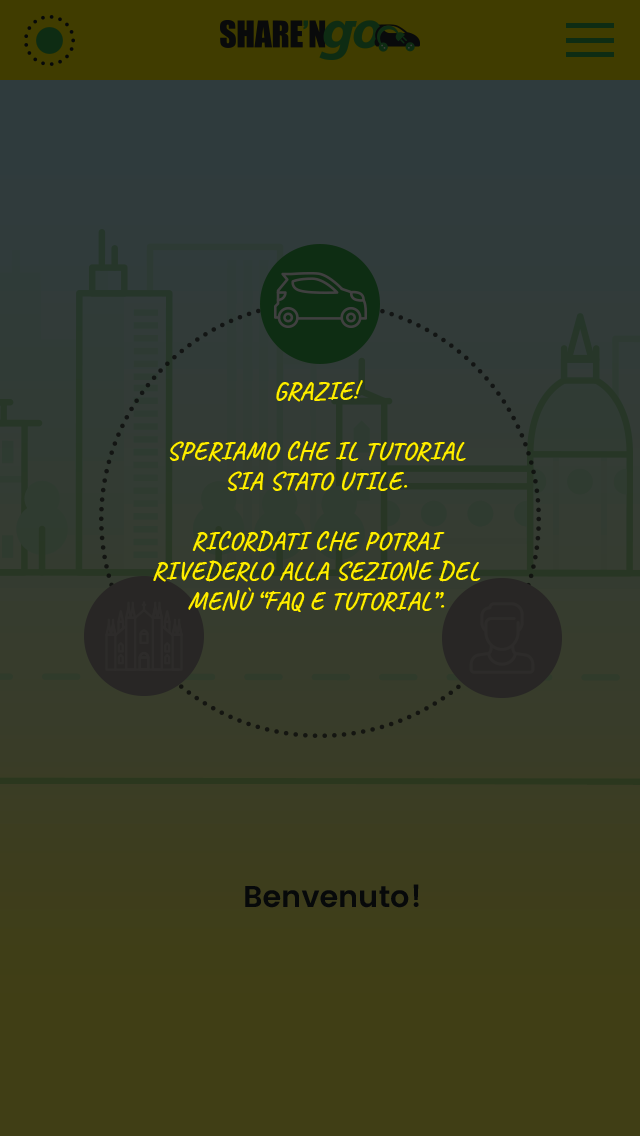 SHARE'N go
GRAZIE!
SPERIAMO CHE IL TUTORIAL
SIA STATO UTILE.
RICORDATI CHE POTRAI
RIVEDERLO ALLA SEZIONE DEL
MENÙ “FAQ E TUTORIAL”.
Benvenuto!